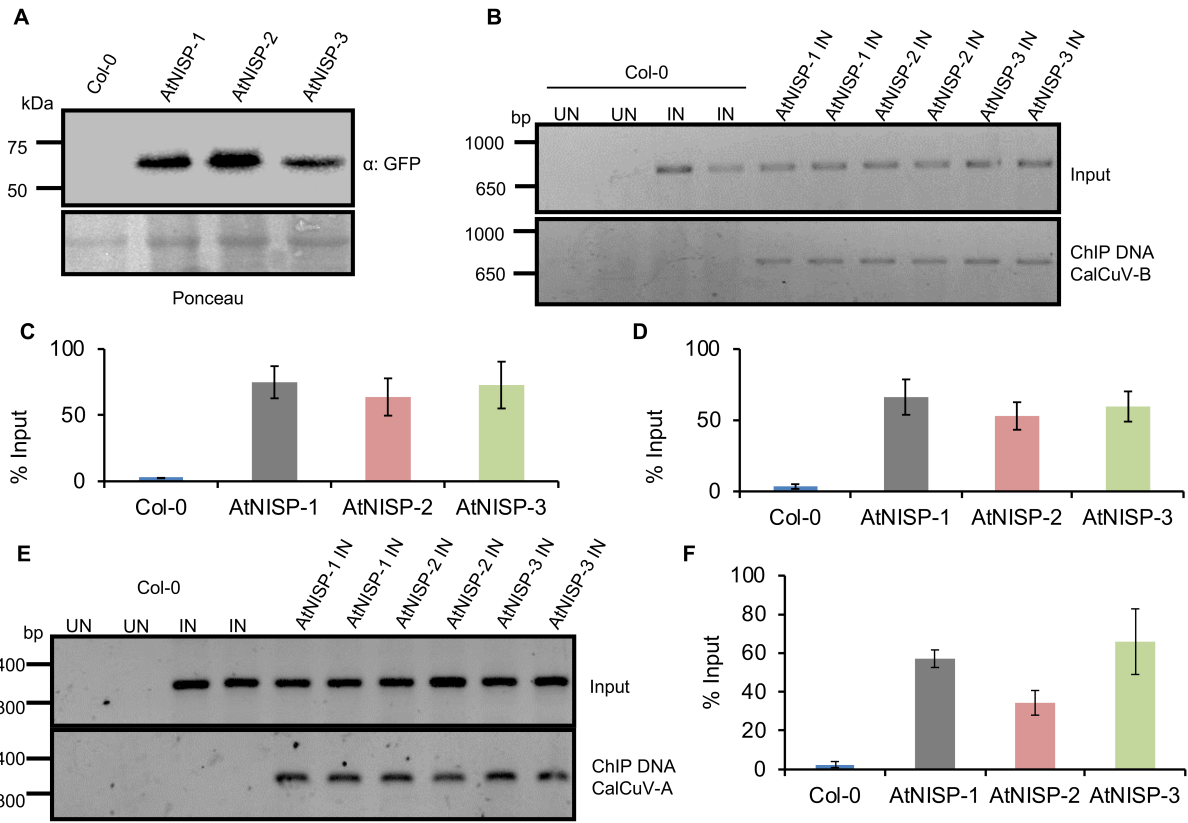 A
Col-0
AtNISP-1
AtNISP-2
AtNISP-3
kDa
75
50
α: GFP
Ponceau
B
Col-0
AtNISP-1 IN
AtNISP-1 IN
AtNISP-2 IN
AtNISP-2 IN
AtNISP-3 IN
AtNISP-3 IN
bp
UN
UN
IN
IN
1000
650
Input
1000
650
ChIP DNA
CalCuV-B
C
% Input
100
50
0
Col-0
AtNISP-1
AtNISP-2
AtNISP-3
D
% Input
100
50
0
Col-0
AtNISP-1
AtNISP-2
AtNISP-3
E
Col-0
AtNISP-1 IN
AtNISP-1 IN
AtNISP-2 IN
AtNISP-2 IN
AtNISP-3 IN
AtNISP-3 IN
bp
UN
UN
IN
IN
400
300
Input
400
300
ChIP DNA
CalCuV-A
F
% Input
100
80
60
40
20
0
Col-0
AtNISP-1
AtNISP-2
AtNISP-3